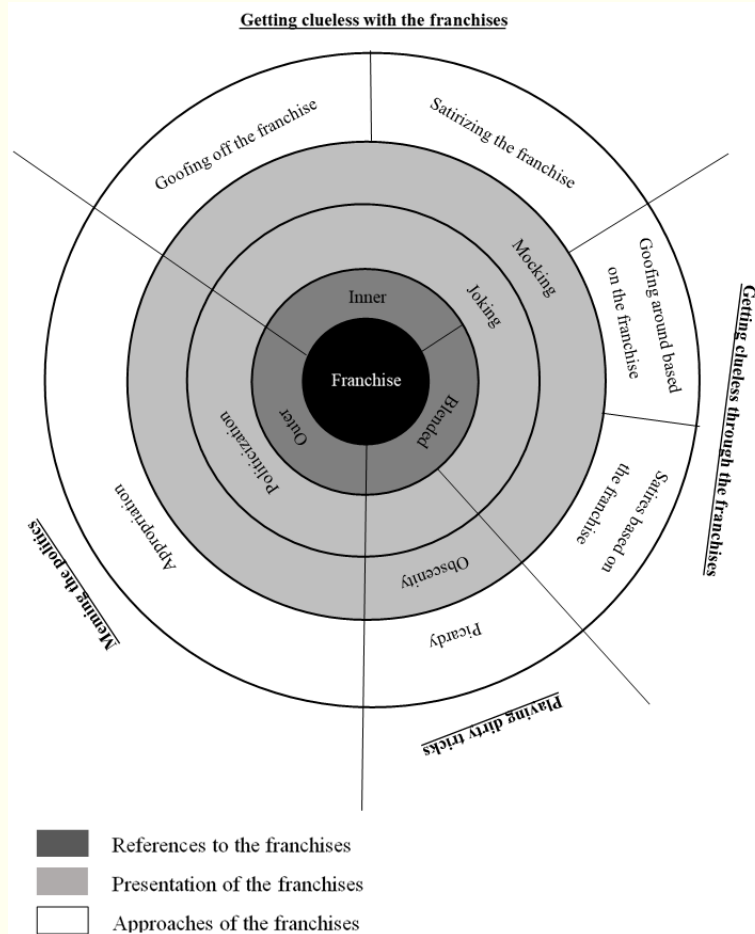 Getting clueless with the franchises
Goofing off the franchise
Satirizing the franchise
Mocking
Joking
Inner
Franchise
Blended
Outer
Politicization
Obscenity
Appropriation
Picardy
Goofing around based
on the franchise
Satires based on
the franchise
Getting clueless through the franchises
Meming the politics
Playing dirty tricks
References to the franchises
Presentation of the franchises
Approaches of the franchises